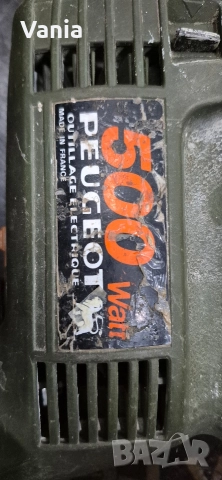 Vania
500 Watt
PEUGEOT
OUTILLAGE ELECTRIQUE
MADE IN FRANCE
BAZAR